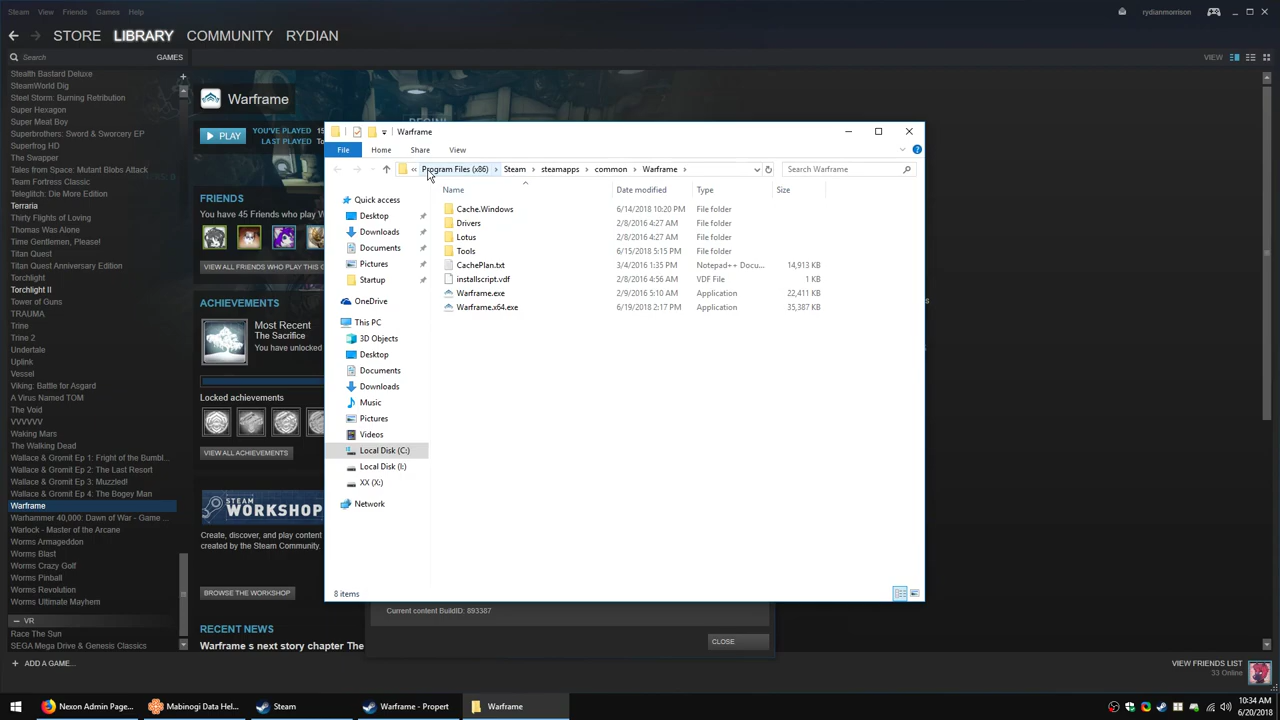 Steam View Friends Games Help
rydianmorrison
STORE LIBRARY COMMUNITY RYDIAN
Search GAMES
VIEW
Stealth Bastard Deluxe
SteamWorld Dig
Steel Storm: Burning Retribution
Super Hexagon
Super Meat Boy
Superbrothers: Sword & Sworcery EP
Superfrog HD
The Swapper
Tales from Space: Mutant Blobs Attack
Team Fortress Classic
Teleglitch: Die More Edition
Terraria
Thirty Flights of Loving
Thomas Was Alone
Time Gentlemen, Please!
Titan Quest
Titan Quest Anniversary Edition
Torchlight II
Tower of Guns
TRAUMA
Trine
Trine 2
Undertale
Uplink
Vessel
Viking: Battle for Asgard
A Virus Named TOM
The Void
VVVVVV
Waking Mars
The Walking Dead
Wallace & Gromit Ep 1: Fright of the Bumbl...
Wallace & Gromit Ep 2: The Last Resort
Wallace & Gromit Ep 3: Muzzled!
Wallace & Gromit Ep 4: The Bogey Man
Warframe
Warhammer 40,000: Dawn of War - Game ...
Warlock - Master of the Arcane
Worms Armageddon
Worms Blast
Worms Crazy Golf
Worms Pinball
Worms Revolution
Worms Ultimate Mayhem
VR
Race The Sun
SEGA Mega Drive & Genesis Classics
ADD A GAME...
Warframe
PLAY
YOU'VE PLAYED
LAST PLAYED
FRIENDS
You have 45 Friends who play W
VIEW ALL FRIENDS WHO PLAY THIS
ACHIEVEMENTS
Most Recent
The Sacrifice
You have unlocked
Locked achievements
VIEW ALL ACHIEVEMENTS
STEAM WORKSHOP
Create, discover, and play content
created by the Steam Community.
BROWSE THE WORKSHOP
RECENT NEWS
Warframe s next story chapter The
Warframe
File Home Share View
« Program Files (x86) › Steam › steamapps › common › Warframe ›
Search Warframe
Quick access
Desktop
Downloads
Documents
Pictures
Startup
OneDrive
This PC
3D Objects
Desktop
Documents
Downloads
Music
Pictures
Videos
Local Disk (C:)
Local Disk (I:)
XX (X:)
Network
Name Date modified Type Size
Cache.Windows 6/14/2018 10:20 PM File folder
Drivers 2/8/2016 4:27 AM File folder
Lotus 2/8/2016 4:27 AM File folder
Tools 6/15/2018 5:15 PM File folder
CachePlan.txt 3/4/2016 1:35 PM Notepad++ Docu... 14,913 KB
installscript.vdf 2/8/2016 4:56 AM VDF File 1 KB
Warframe.exe 2/9/2016 5:10 AM Application 22,411 KB
Warframe.x64.exe 6/19/2018 2:17 PM Application 35,387 KB
8 items
Current content BuildID: 893387
CLOSE
VIEW FRIENDS LIST
33 Online
Nexon Admin Page... Mabinogi Data Hel... Steam Warframe - Propert Warframe
10:34 AM
6/20/2018